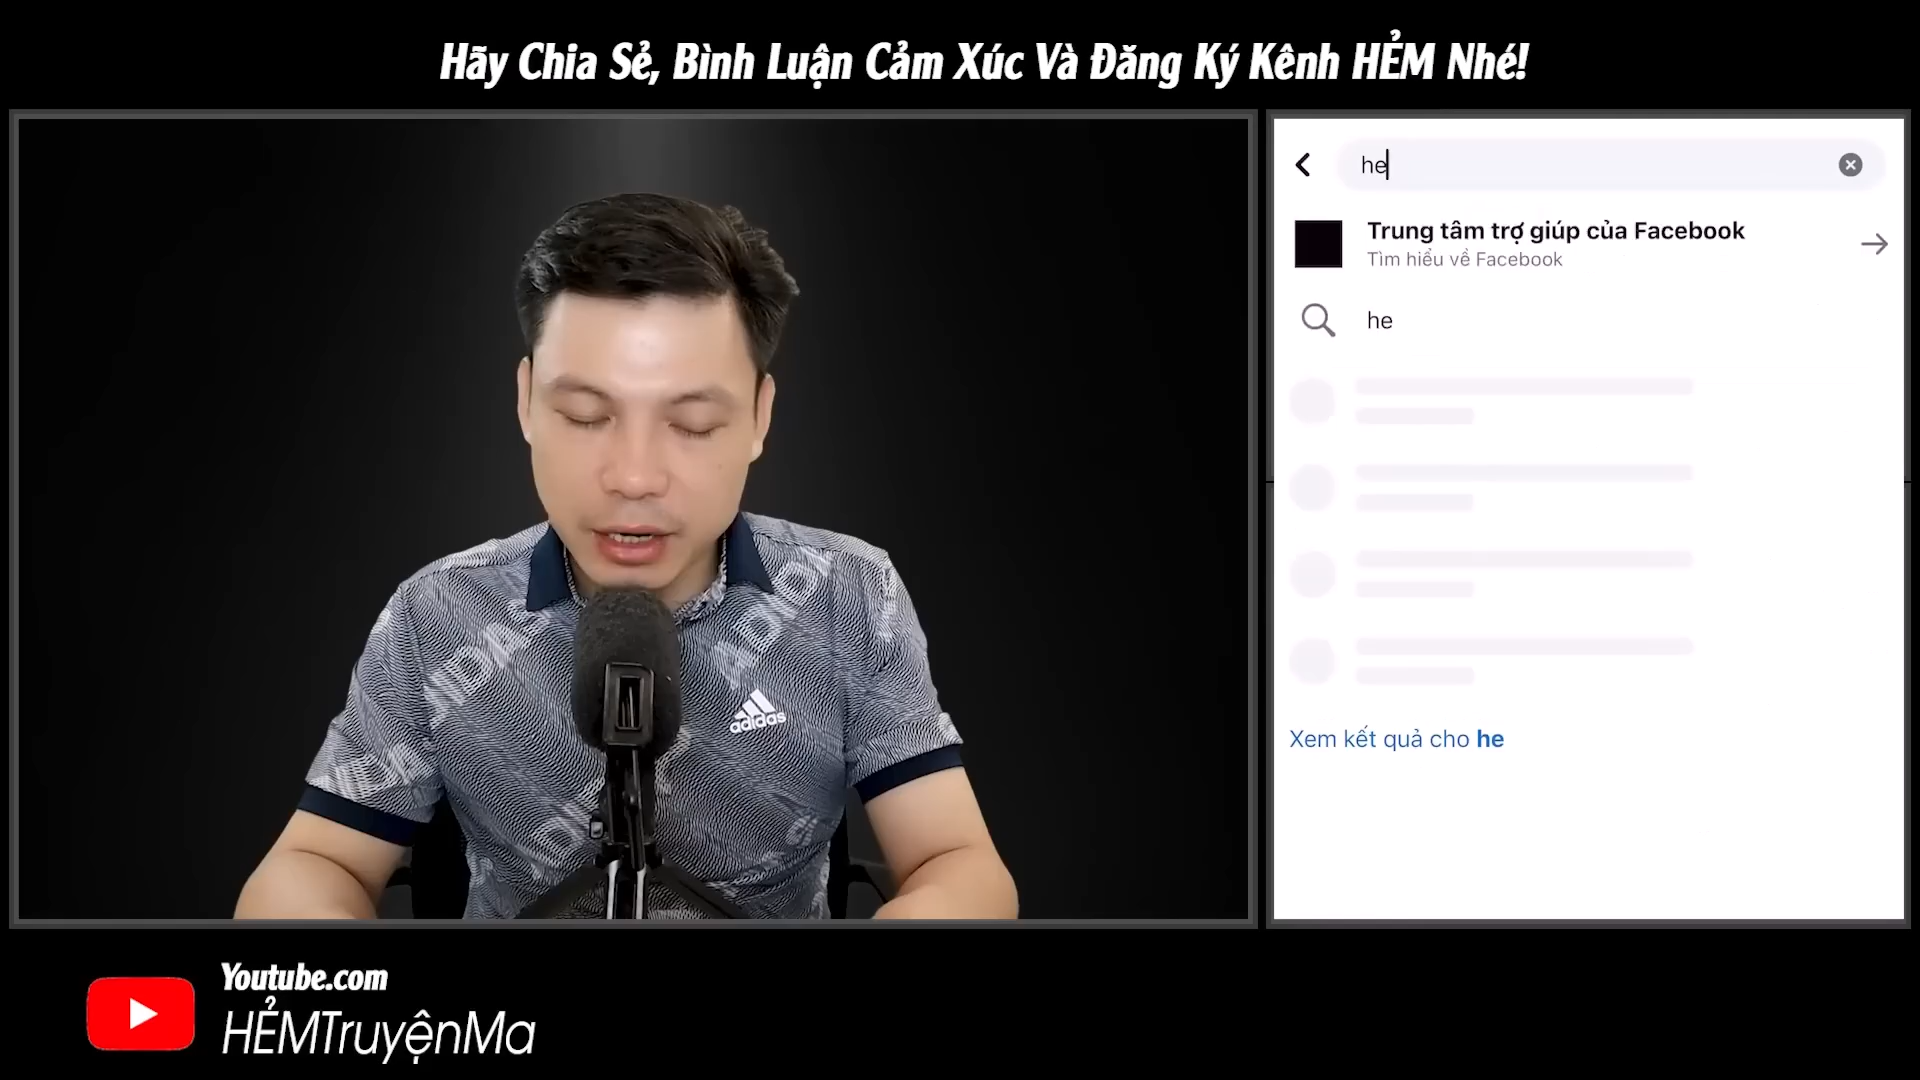 Hãy Chia Sẻ, Bình Luận Cảm Xúc Và Đăng Ký Kênh HẺM Nhé!
he
Trung tâm trợ giúp của Facebook
Tìm hiểu về Facebook
he
Xem kết quả cho he
adidas
Youtube.com
HẺMTruyệnMa